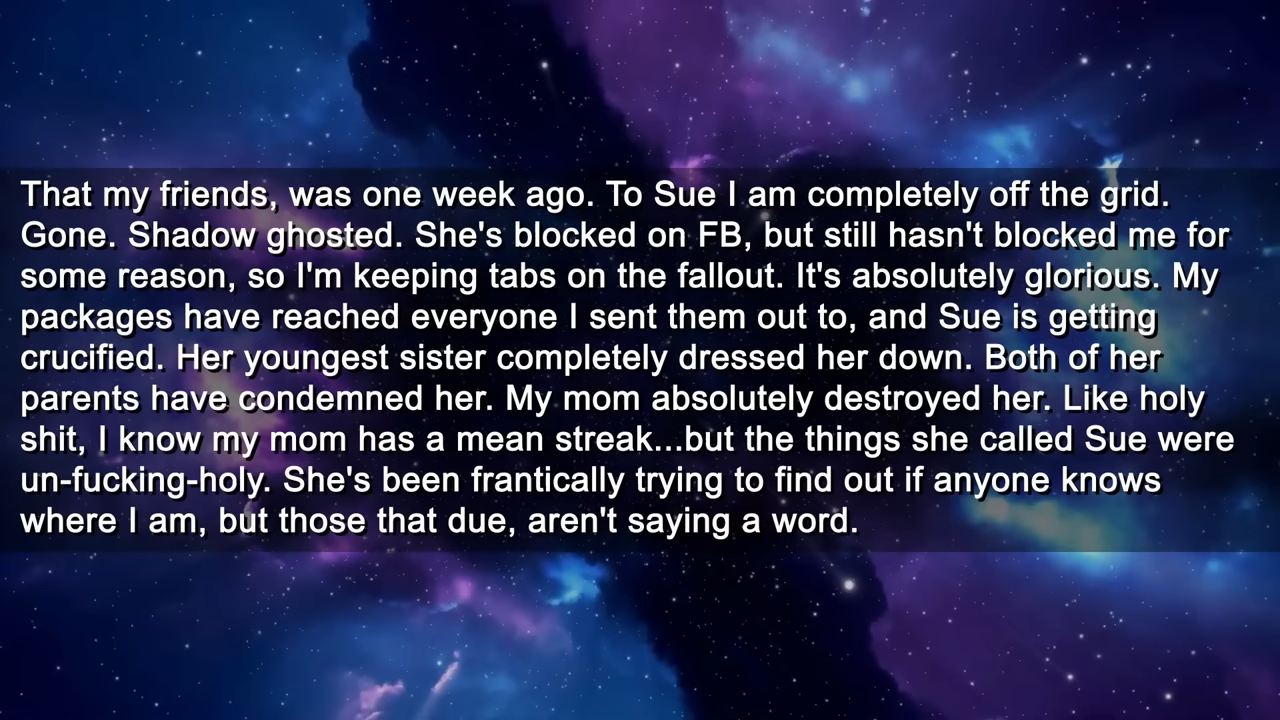 That my friends, was one week ago. To Sue I am completely off the grid.
Gone. Shadow ghosted. She's blocked on FB, but still hasn't blocked me for
some reason, so I'm keeping tabs on the fallout. It's absolutely glorious. My
packages have reached everyone I sent them out to, and Sue is getting
crucified. Her youngest sister completely dressed her down. Both of her
parents have condemned her. My mom absolutely destroyed her. Like holy
shit, I know my mom has a mean streak...but the things she called Sue were
un-fucking-holy. She's been frantically trying to find out if anyone knows
where I am, but those that due, aren't saying a word.